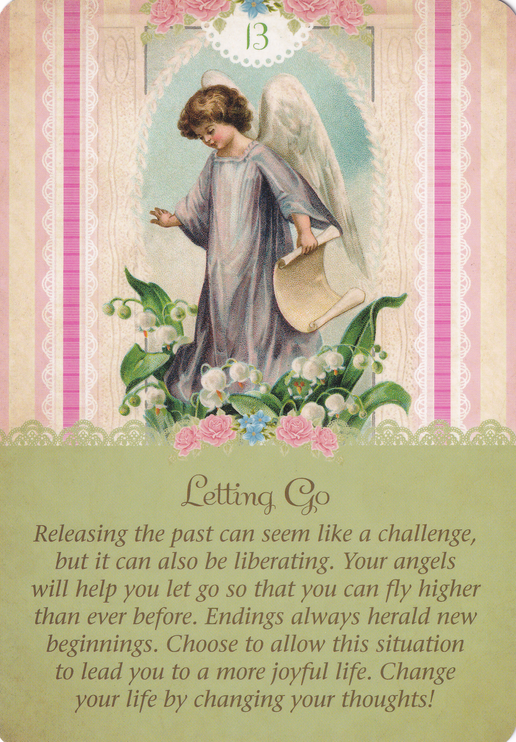 13
Letting Go
Releasing the past can seem like a challenge,
but it can also be liberating. Your angels
will help you let go so that you can fly higher
than ever before. Endings always herald new
beginnings. Choose to allow this situation
to lead you to a more joyful life. Change
your life by changing your thoughts!